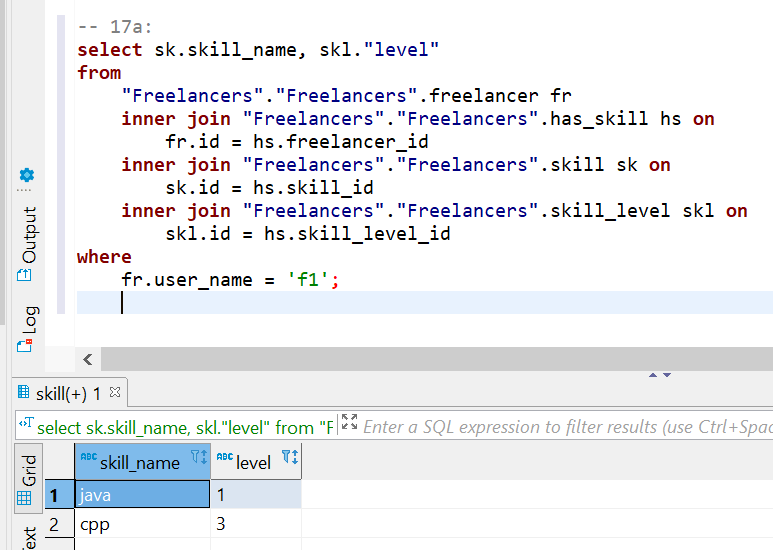 -- 17a:
select sk.skill_name, skl."level"
from
"Freelancers"."Freelancers".freelancer fr
inner join "Freelancers"."Freelancers".has_skill hs on
fr.id = hs.freelancer_id
inner join "Freelancers"."Freelancers".skill sk on
sk.id = hs.skill_id
inner join "Freelancers"."Freelancers".skill_level skl on
skl.id = hs.skill_level_id
where
fr.user_name = 'f1';
Output
Log
skill(+) 1
select sk.skill_name, skl."level" from "F
Enter a SQL expression to filter results (use Ctrl+Spac
Grid
ABC skill_name ABC level
1 java 1
2 cpp 3